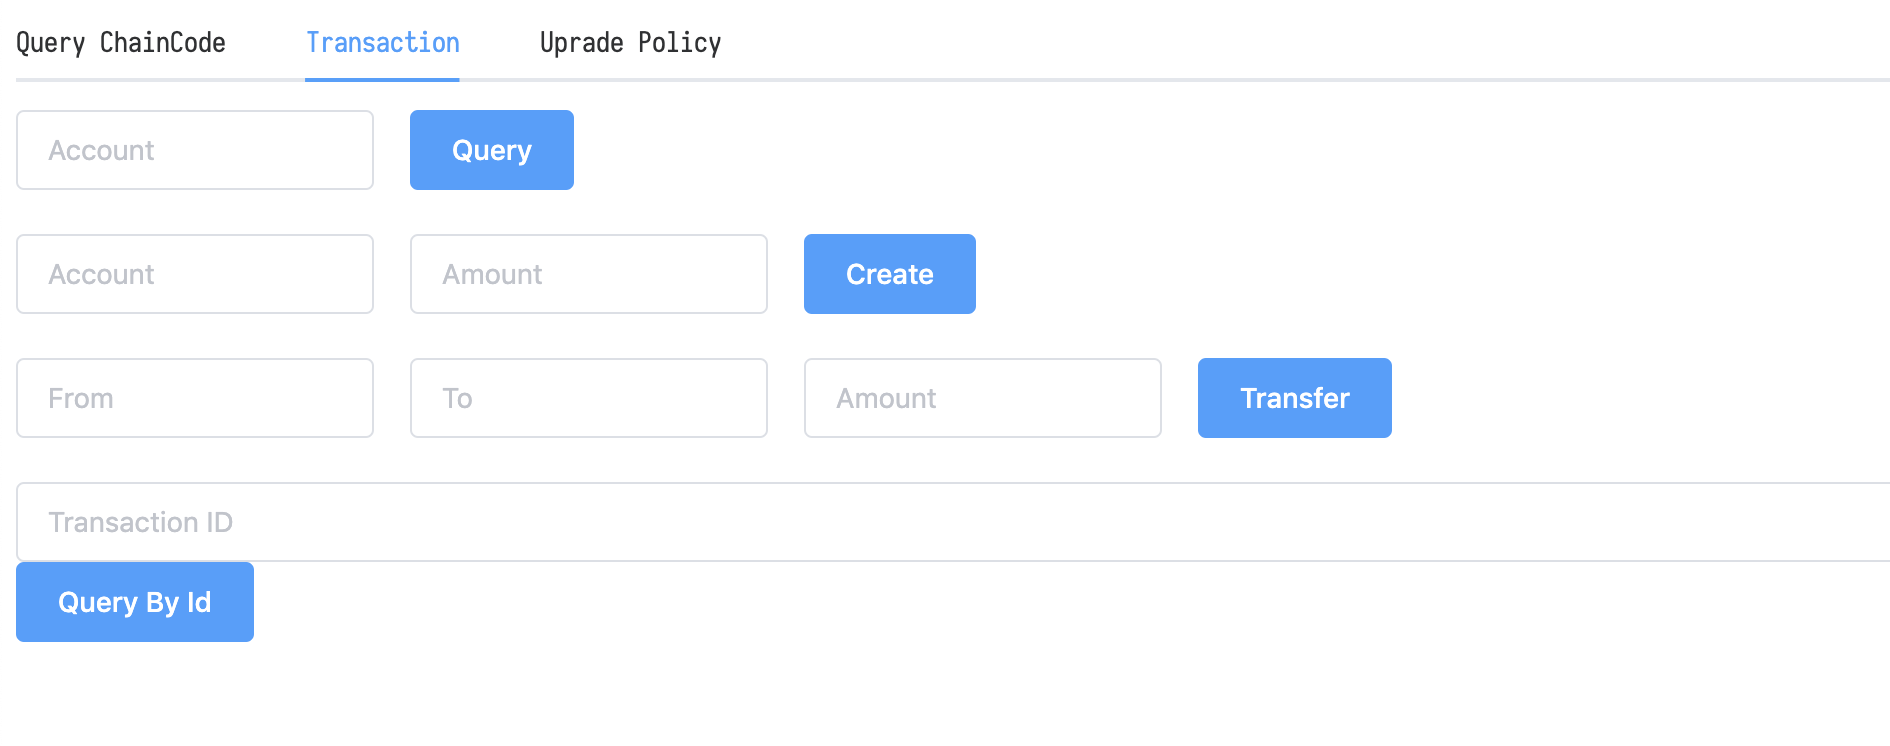 Query ChainCode Transaction Uprade Policy
Account Query
Account Amount Create
From To Amount Transfer
Transaction ID
Query By Id